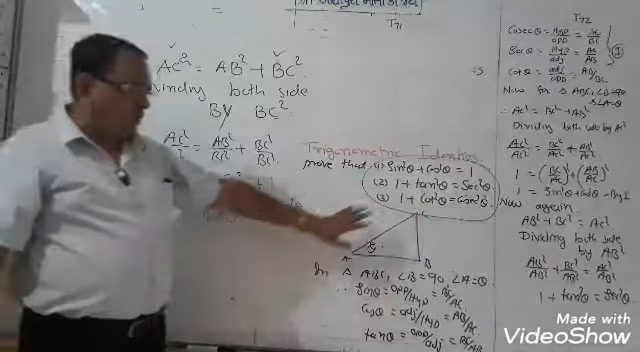 T71
=
AC² = AB² + BC²
Dividing both side
By BC²
AC²/BC² = AB²/BC² + BC²/BC²
+ 1
Trigonometric Identies
prove that (1) Sin²θ + Cos²θ = 1
(2) 1 + tan²θ = Sec²θ
(3) 1 + Cot²θ = Cosec²θ
C
A
B
In Δ ABC, ∠B = 90, ∠A = θ
∴ Sinθ = opp/Hyp = BC/AC
Cosθ = adj/Hyp = AB/AC
tanθ = opp/adj = BC/AB
T72
Cosecθ = Hyp/opp = AC/BC
Secθ = Hyp/adj = AC/AB
Cotθ = adj/opp = AB/BC
I
Now for Δ ABC, ∠B = 90
∠A = θ
∴ AC² = BC² + AB²
Dividing both side by AC²
AC²/AC² = BC²/AC² + AB²/AC²
1 = (BC/AC)² + (AB/AC)²
1 = Sin²θ + Cos²θ - By I
Now again
AB² + BC² = AC²
Dividing both side
by AB²
AB²/AB² + BC²/AB² = AC²/AB²
1 + tan²θ = Sec²θ
Made with
VideoShow